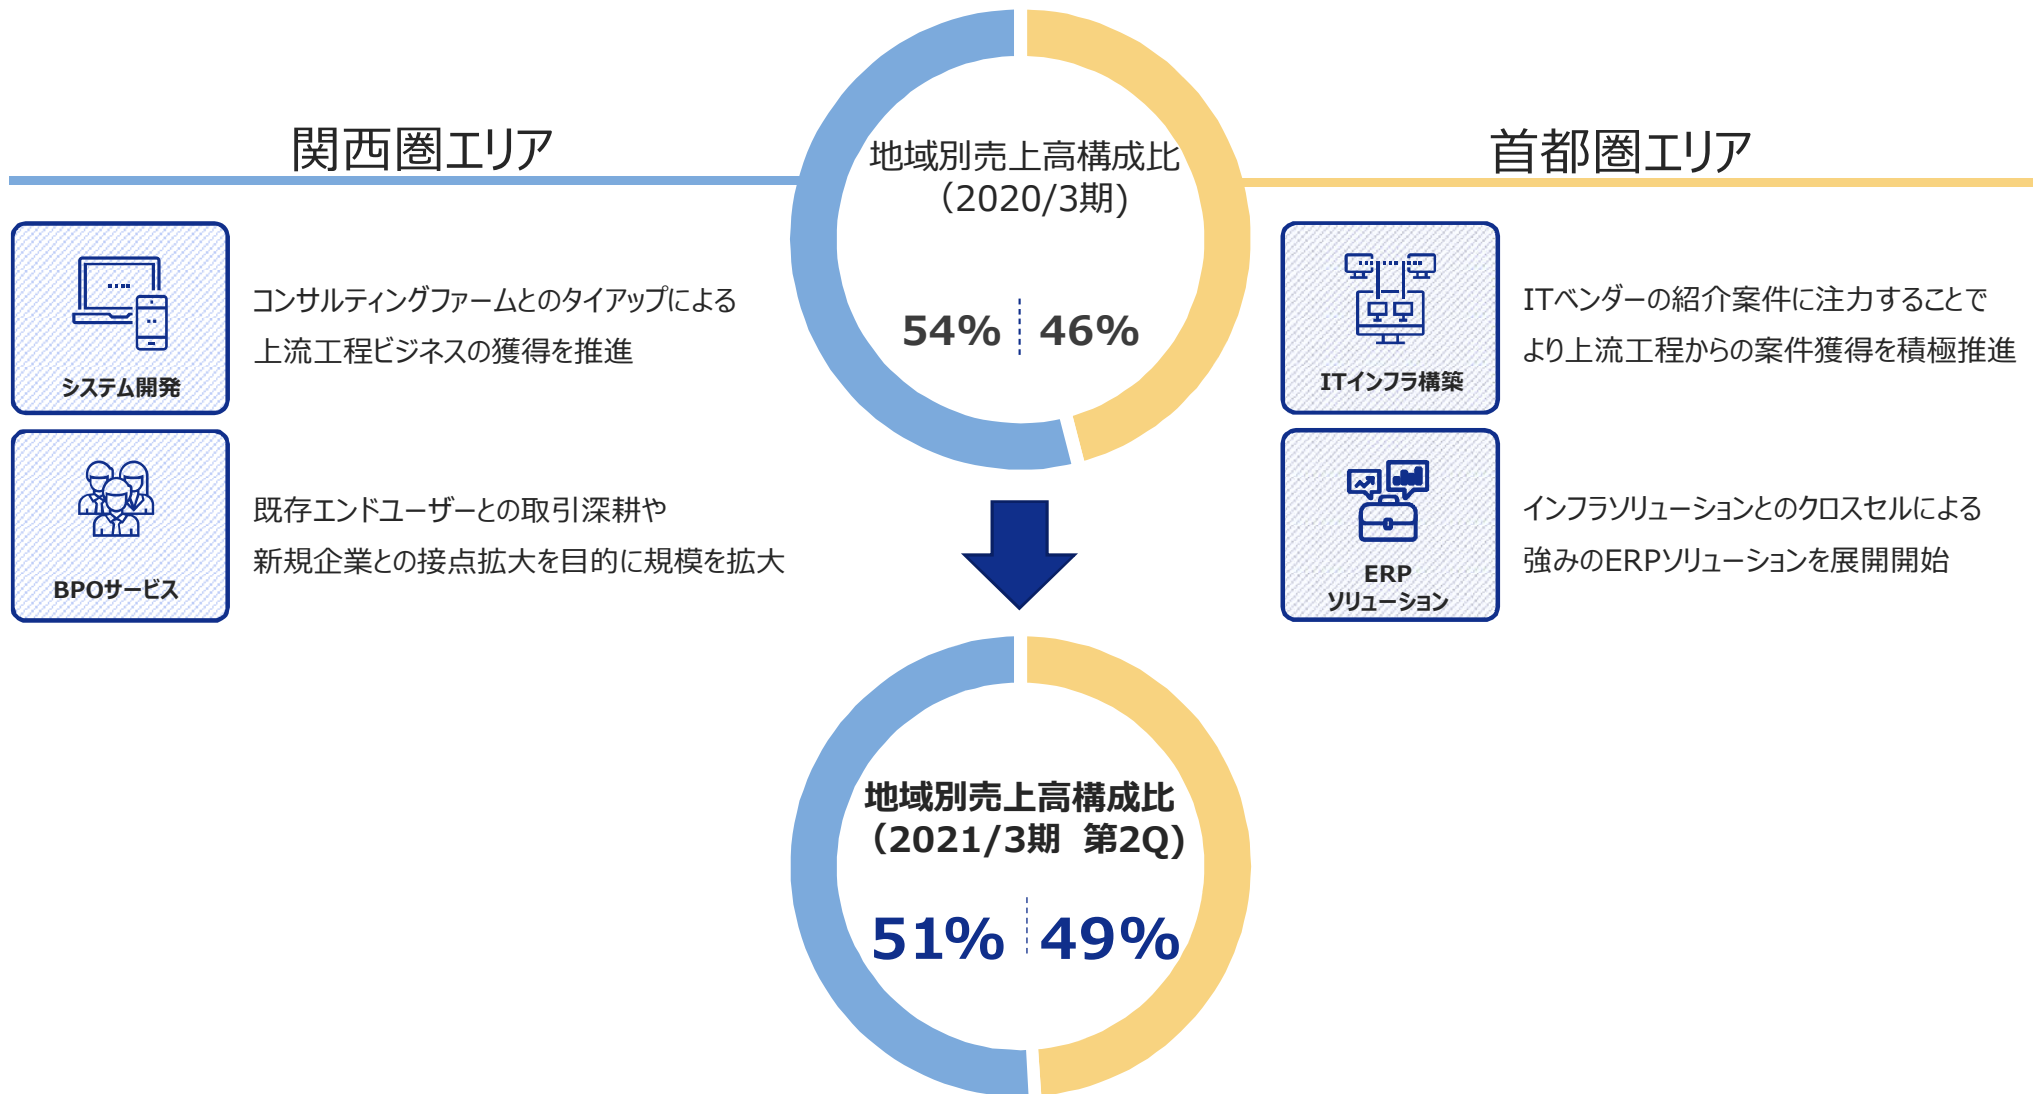 関西圏エリア
システム開発
コンサルティングファームとのタイアップによる
上流工程ビジネスの獲得を推進
BPOサービス
既存エンドユーザーとの取引深耕や
新規企業との接点拡大を目的に規模を拡大
地域別売上高構成比
（2020/3期)
54% 46%
首都圏エリア
ITインフラ構築
ITベンダーの紹介案件に注力することで
より上流工程からの案件獲得を積極推進
ERP
ソリューション
インフラソリューションとのクロスセルによる
強みのERPソリューションを展開開始
地域別売上高構成比
（2021/3期 第2Q)
51% 49%